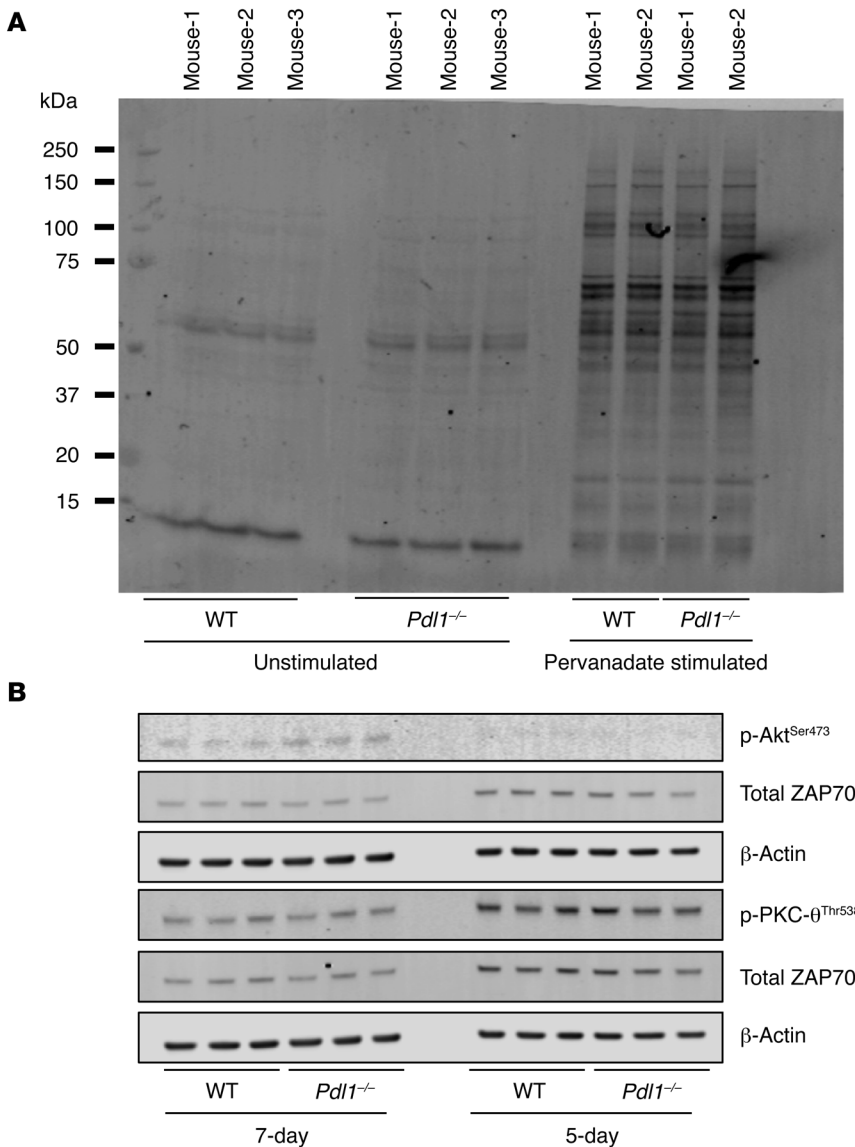 A
Mouse-1
Mouse-2
Mouse-3
Mouse-1
Mouse-2
Mouse-3
Mouse-1
Mouse-2
Mouse-1
Mouse-2
kDa
250
150
100
75
50
37
20
15
WT
Pdl1–/–
WT
Pdl1–/–
Unstimulated
Pervanadate stimulated
B
p-AktSer473
Total ZAP70
β-Actin
p-PKC-θThr538
Total ZAP70
β-Actin
WT
Pdl1–/–
WT
Pdl1–/–
7-day
5-day